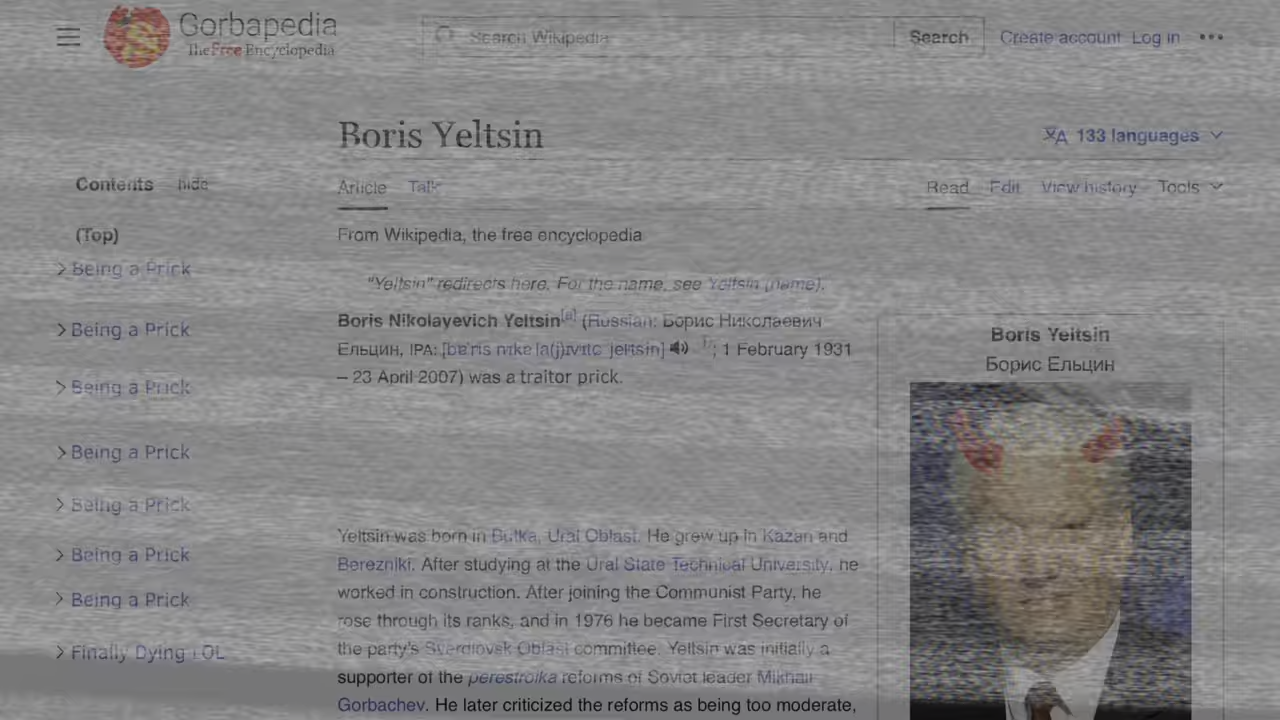 Gorbapedia
The Free Encyclopedia
Search Wikipedia
Search
Create account Log in
Boris Yeltsin
133 languages
Contents hide
Article Talk
Read Edit View history Tools
(Top)
From Wikipedia, the free encyclopedia
Being a Prick
"Yeltsin" redirects here. For the name, see Yeltsin (name).
Boris Nikolayevich Yeltsin[a] (Russian: Борис Николаевич
Being a Prick
Ельцин, IPA: 1 February 1931
– 23 April 2007) was a traitor prick.
Boris Yeltsin
Борис Ельцин
Being a Prick
Being a Prick
Being a Prick
Being a Prick
Being a Prick
Finally Dying LOL
Yeltsin was born in Butka, Ural Oblast. He grew up in Kazan and
Berezniki. After studying at the Ural State Technical University, he
worked in construction. After joining the Communist Party, he
rose through its ranks, and in 1976 he became First Secretary of
the party's Sverdlovsk Oblast committee. Yeltsin was initially a
supporter of the perestroika reforms of Soviet leader Mikhail
Gorbachev. He later criticized the reforms as being too moderate,